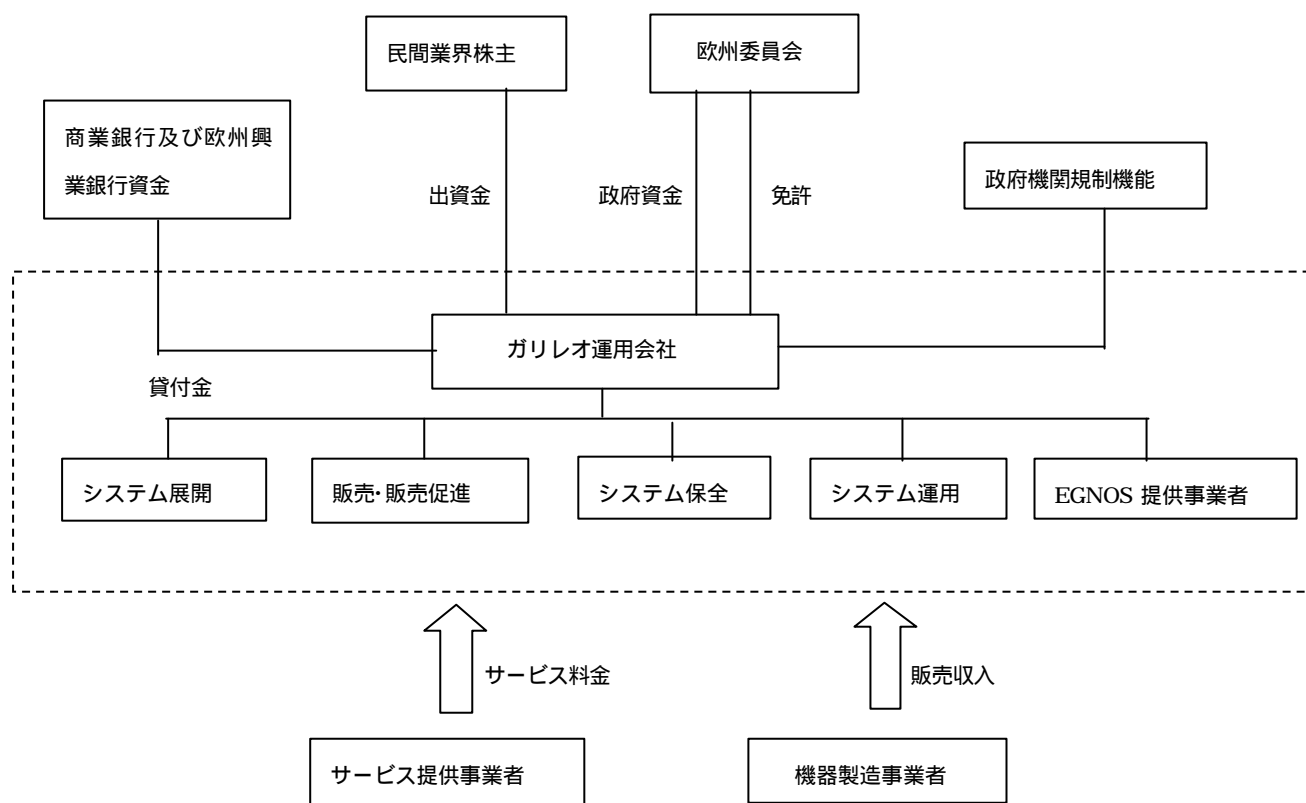 民間業界株主
欧州委員会
商業銀行及び欧州興
業銀行資金
政府機関規制機能
出資金
政府資金
免許
ガリレオ運用会社
貸付金
システム展開
販売・販売促進
システム保全
システム運用
EGNOS 提供事業者
サービス料金
販売収入
サービス提供事業者
機器製造事業者